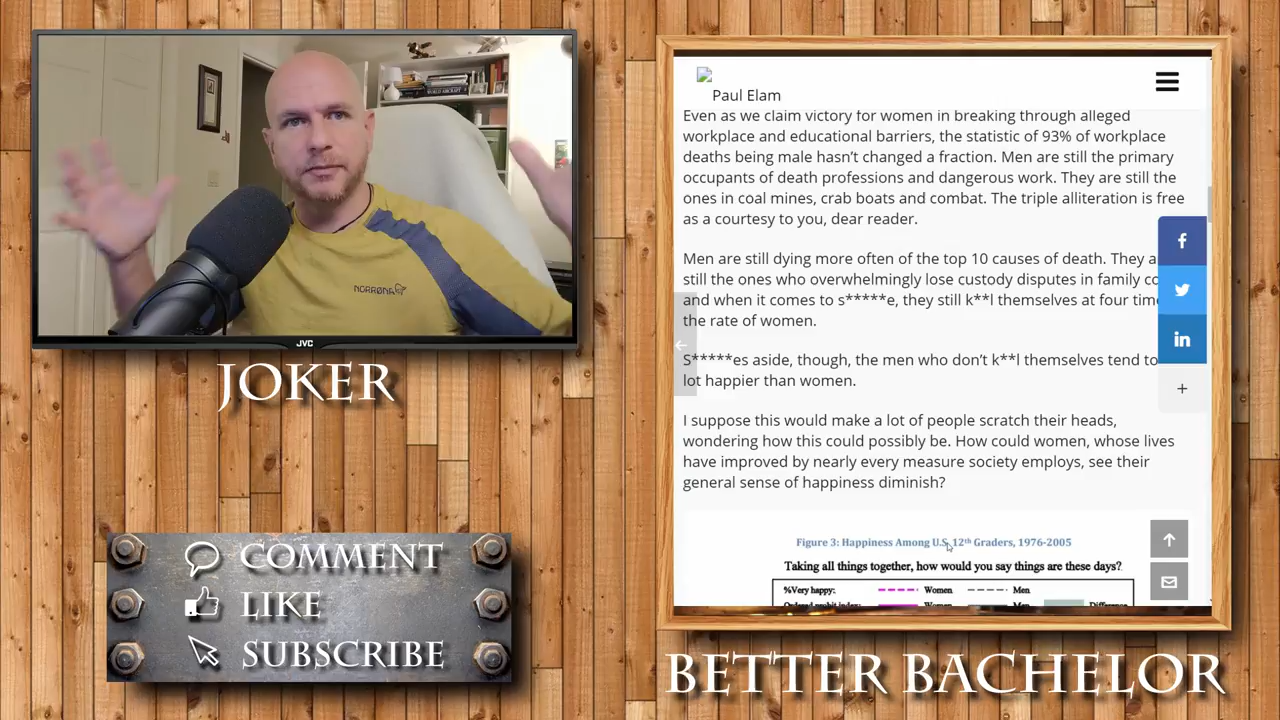 NORRØNA
JVC
JOKER
COMMENT
LIKE
SUBSCRIBE
Paul Elam
Even as we claim victory for women in breaking through alleged
workplace and educational barriers, the statistic of 93% of workplace
deaths being male hasn't changed a fraction. Men are still the primary
occupants of death professions and dangerous work. They are still the
ones in coal mines, crab boats and combat. The triple alliteration is free
as a courtesy to you, dear reader.
Men are still dying more often of the top 10 causes of death. They a
still the ones who overwhelmingly lose custody disputes in family co
and when it comes to s*****e, they still k**l themselves at four time
the rate of women.
S*****es aside, though, the men who don't k**l themselves tend to
lot happier than women.
I suppose this would make a lot of people scratch their heads,
wondering how this could possibly be. How could women, whose lives
have improved by nearly every measure society employs, see their
general sense of happiness diminish?
Figure 3: Happiness Among U.S. 12th Graders, 1976-2005
Taking all things together, how would you say things are these days?
%Very happy: Women Men
Ordered probit index: Women Men Difference
BETTER BACHELOR